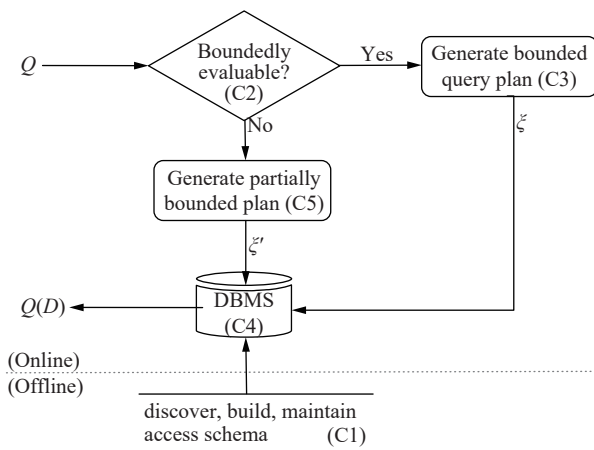 Q
Boundedly
evaluable?
(C2)
Yes
Generate bounded
query plan (C3)
No
ξ
Generate partially
bounded plan (C5)
ξ′
Q(D)
DBMS
(C4)
(Online)
(Offline)
discover, build, maintain
access schema (C1)